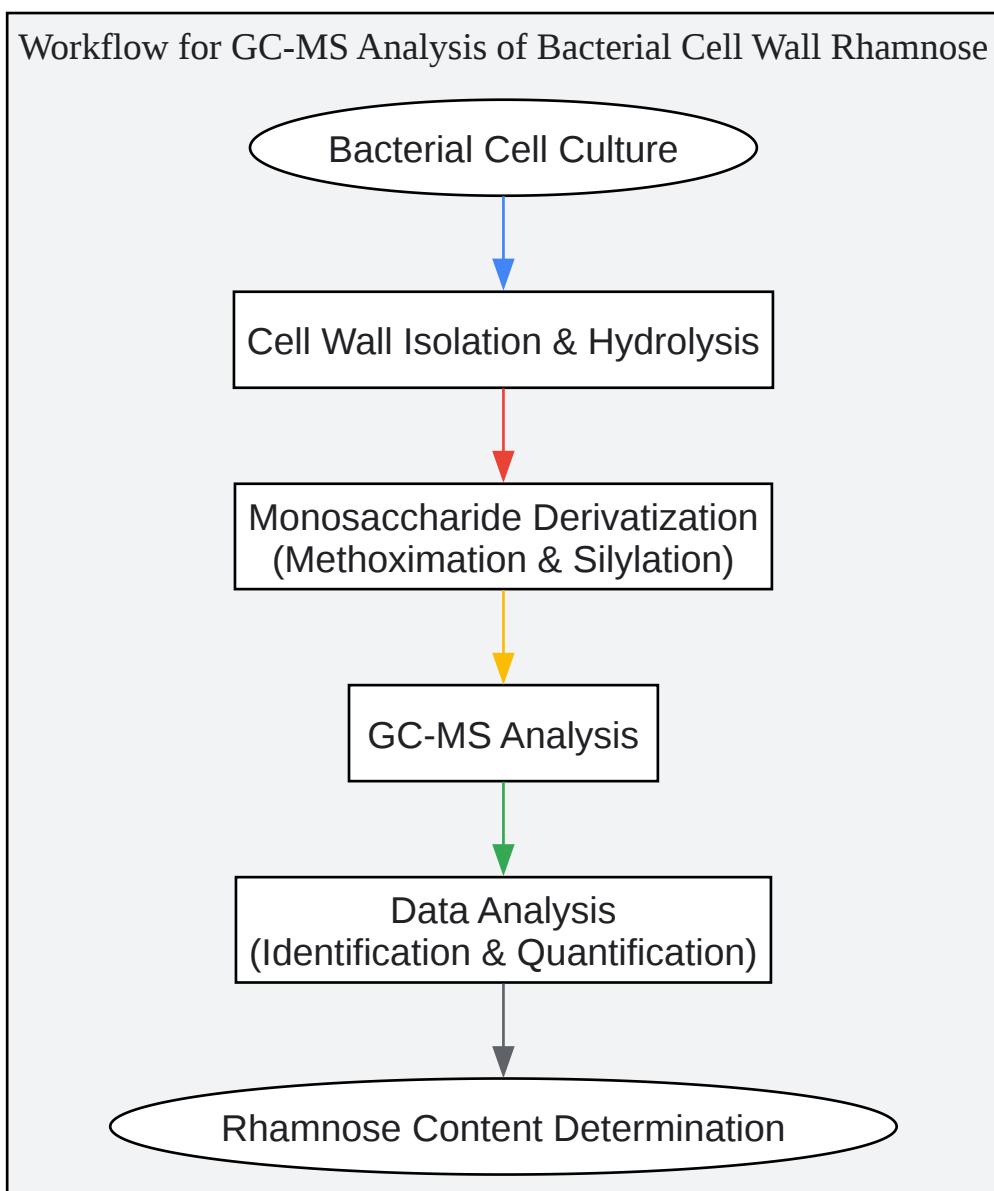 Workflow for GC-MS Analysis of Bacterial Cell Wall Rhamnose
Bacterial Cell Culture
Cell Wall Isolation & Hydrolysis
Monosaccharide Derivatization
(Methoximation & Silylation)
GC-MS Analysis
Data Analysis
(Identification & Quantification)
Rhamnose Content Determination